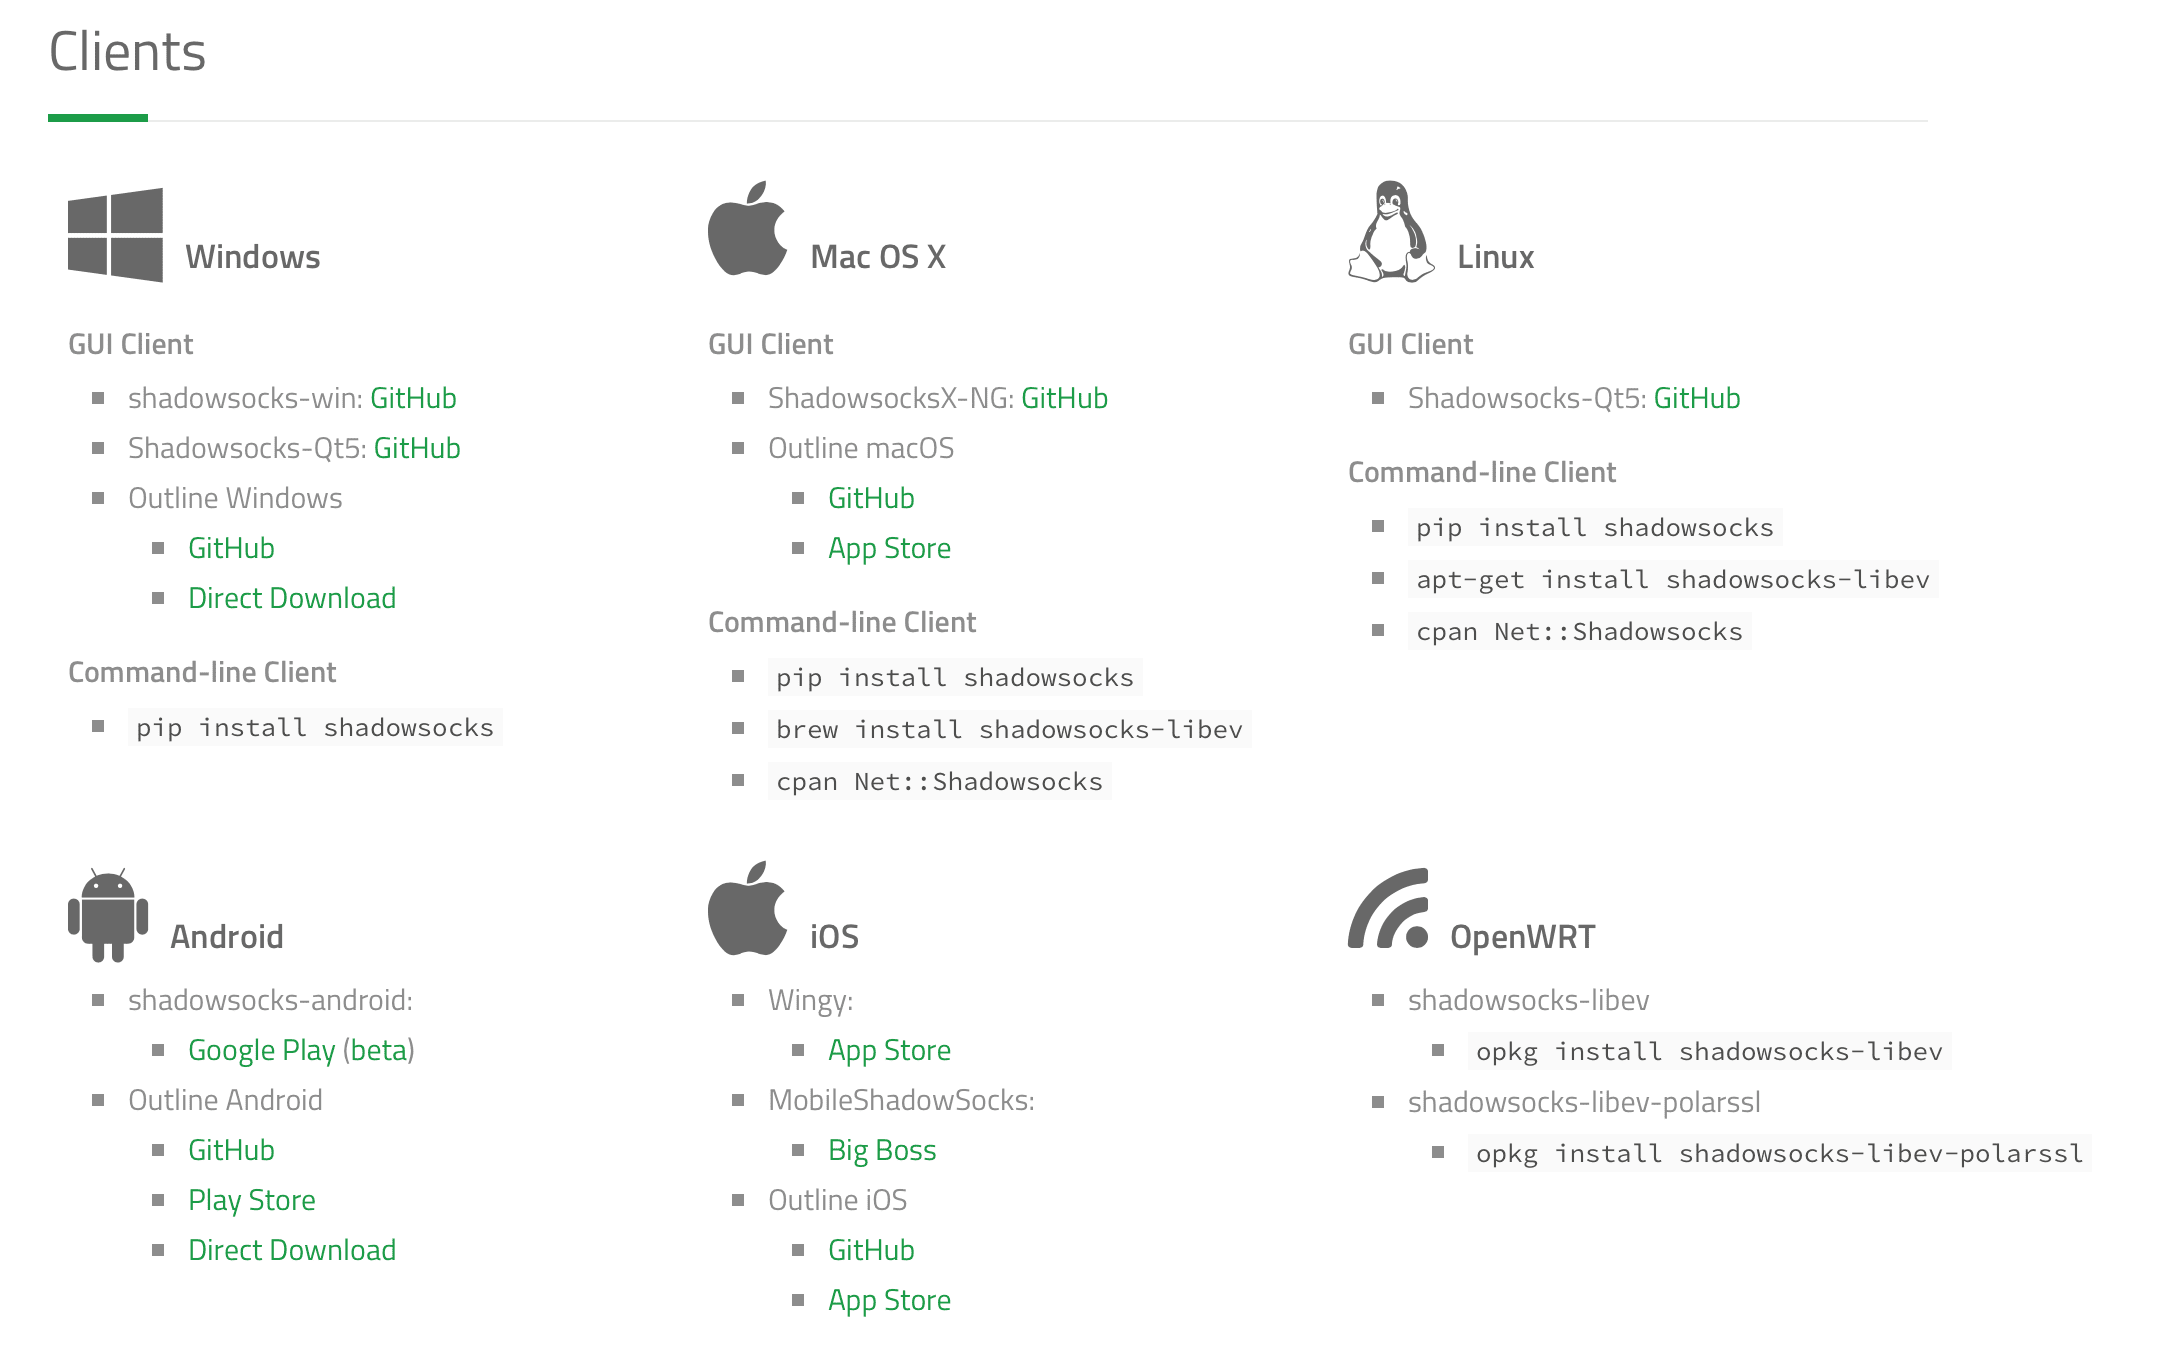 Clients
Windows
GUI Client
shadowsocks-win: GitHub
Shadowsocks-Qt5: GitHub
Outline Windows
GitHub
Direct Download
Command-line Client
pip install shadowsocks
Mac OS X
GUI Client
ShadowsocksX-NG: GitHub
Outline macOS
GitHub
App Store
Command-line Client
pip install shadowsocks
brew install shadowsocks-libev
cpan Net::Shadowsocks
Linux
GUI Client
Shadowsocks-Qt5: GitHub
Command-line Client
pip install shadowsocks
apt-get install shadowsocks-libev
cpan Net::Shadowsocks
Android
shadowsocks-android:
Google Play (beta)
Outline Android
GitHub
Play Store
Direct Download
iOS
Wingy:
App Store
MobileShadowSocks:
Big Boss
Outline iOS
GitHub
App Store
OpenWRT
shadowsocks-libev
opkg install shadowsocks-libev
shadowsocks-libev-polarssl
opkg install shadowsocks-libev-polarssl